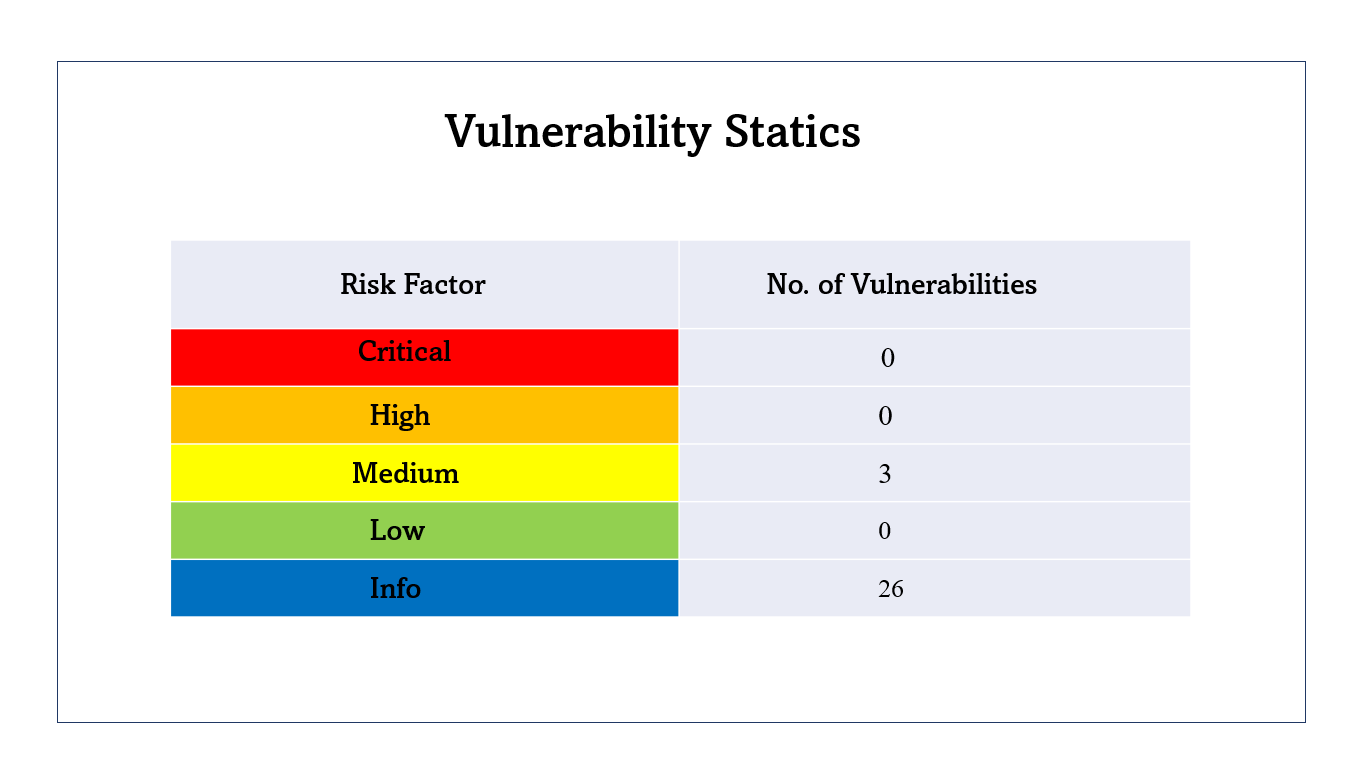 Vulnerability Statics
Risk Factor No. of Vulnerabilities
Critical 0
High 0
Medium 3
Low 0
Info 26